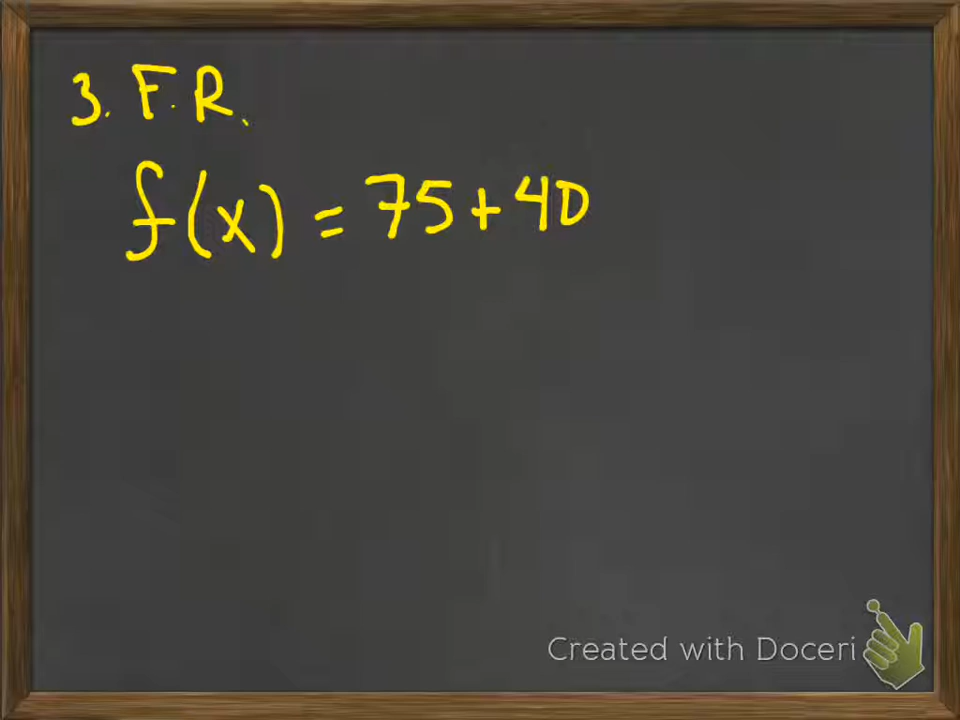 3. F.R.
f(x) = 75+40
Created with Doceri